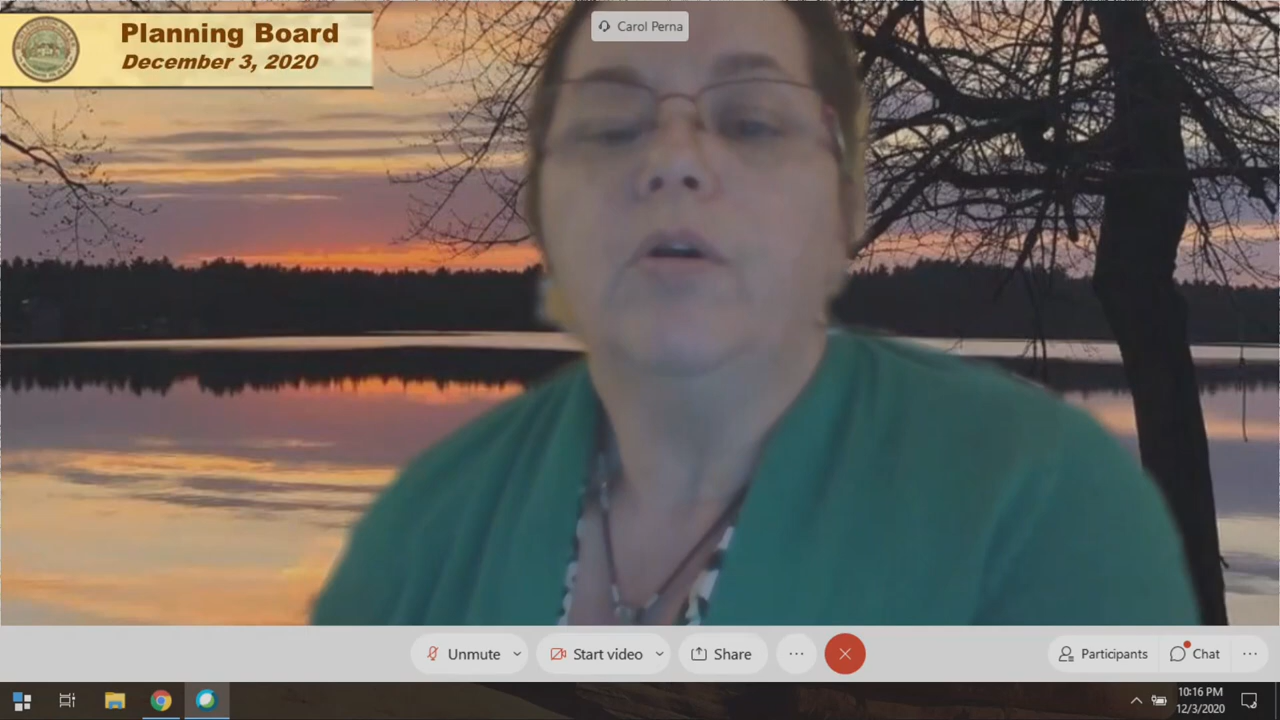 Planning Board
December 3, 2020
Carol Perna
Unmute
Start video
Share
Participants
Chat
10:16 PM
12/3/2020